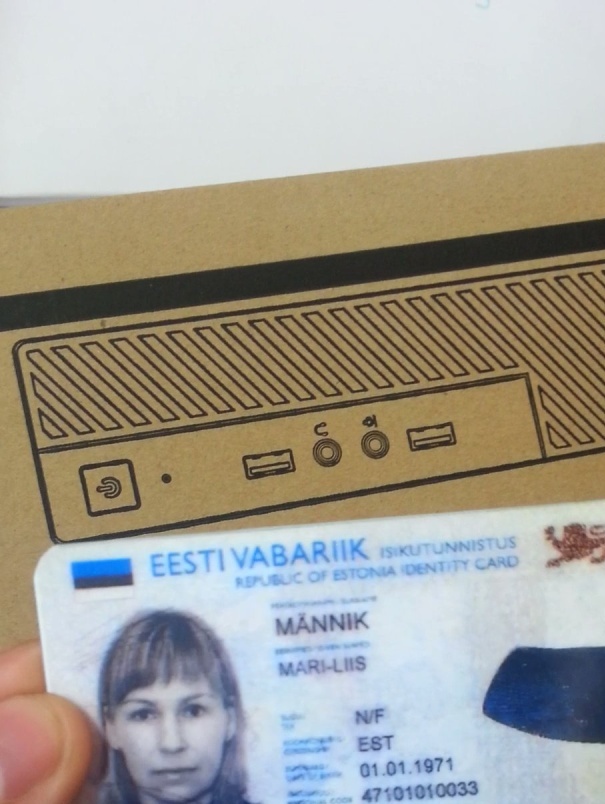 EESTI VABARIIK ISIKUTUNNISTUS
REPUBLIC OF ESTONIA IDENTITY CARD
MÄNNIK
MARI-LIIS
N/F
EST
01.01.1971
47101010033